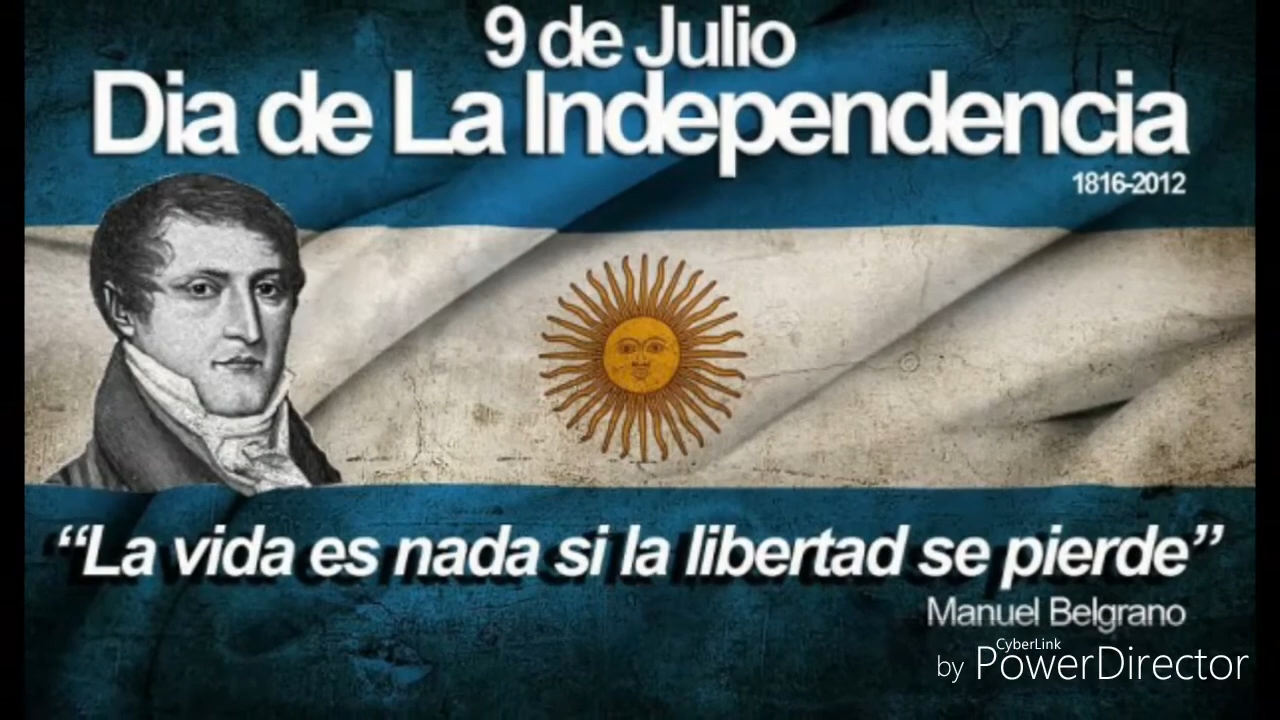 9 de Julio
Dia de La Independencia
1816-2012
“La vida es nada si la libertad se pierde”
Manuel Belgrano
CyberLink
by PowerDirector